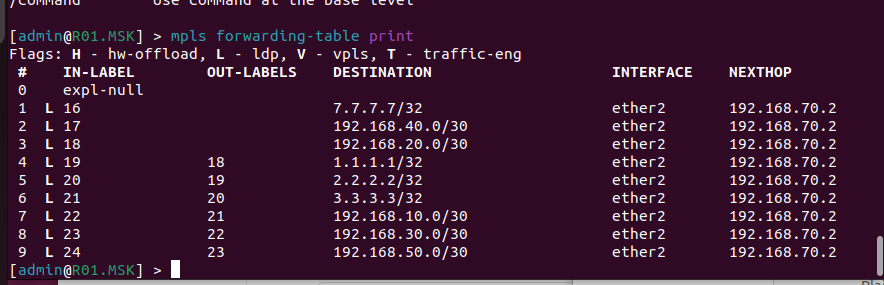 /command         Use command at the base level
[admin@R01.MSK] > mpls forwarding-table print
Flags: H - hw-offload, L - ldp, V - vpls, T - traffic-eng
 #    IN-LABEL    OUT-LABELS  DESTINATION      INTERFACE  NEXTHOP
 0    expl-null
 1  L 16                      7.7.7.7/32       ether2     192.168.70.2
 2  L 17                      192.168.40.0/30  ether2     192.168.70.2
 3  L 18                      192.168.20.0/30  ether2     192.168.70.2
 4  L 19          18          1.1.1.1/32       ether2     192.168.70.2
 5  L 20          19          2.2.2.2/32       ether2     192.168.70.2
 6  L 21          20          3.3.3.3/32       ether2     192.168.70.2
 7  L 22          21          192.168.10.0/30  ether2     192.168.70.2
 8  L 23          22          192.168.30.0/30  ether2     192.168.70.2
 9  L 24          23          192.168.50.0/30  ether2     192.168.70.2
[admin@R01.MSK] >